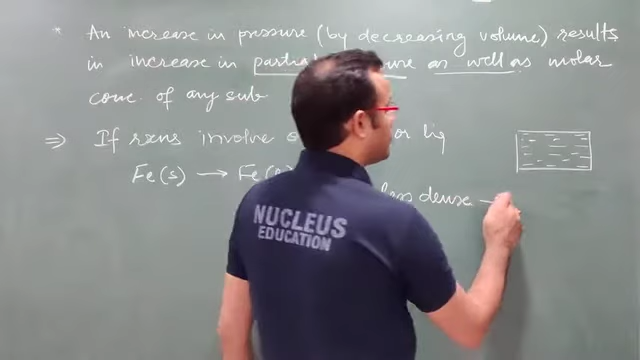 * An increase in pressure (by decreasing volume) results
in increase in partial as well as molar
conc. of any sub
⇒ If rxns involve or liq
Fe(s) → Fe(
less dense →
NUCLEUS
EDUCATION